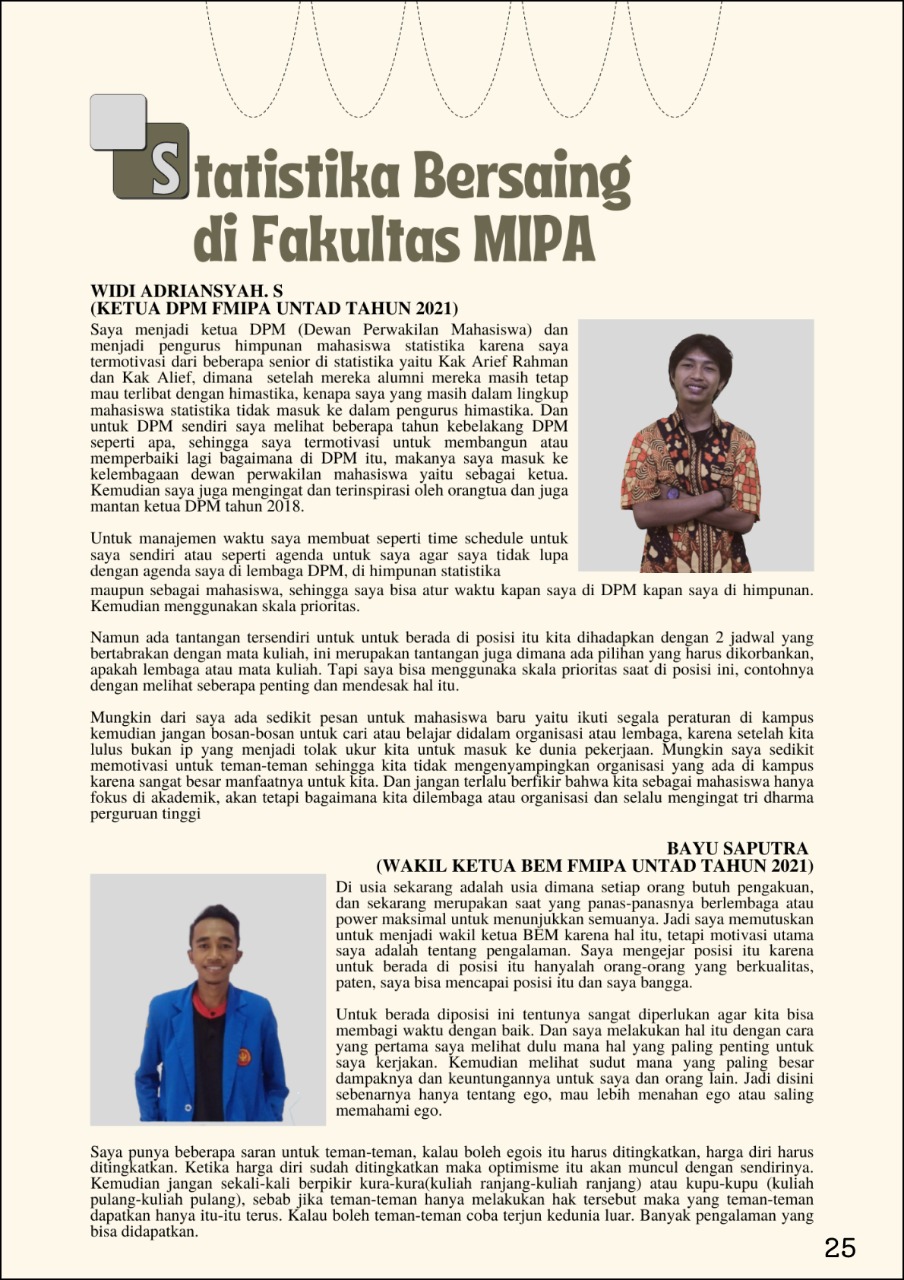 Statistika Bersaing
di Fakultas MIPA
WIDI ADRIANSYAH. S
(KETUA DPM FMIPA UNTAD TAHUN 2021)
Saya menjadi ketua DPM (Dewan Perwakilan Mahasiswa) dan
menjadi pengurus himpunan mahasiswa statistika karena saya
termotivasi dari beberapa senior di statistika yaitu Kak Arief Rahman
dan Kak Alief, dimana setelah mereka alumni mereka masih tetap
mau terlibat dengan himastika, kenapa saya yang masih dalam lingkup
mahasiswa statistika tidak masuk ke dalam pengurus himastika. Dan
untuk DPM sendiri saya melihat beberapa tahun kebelakang DPM
seperti apa, sehingga saya termotivasi untuk membangun atau
memperbaiki lagi bagaimana di DPM itu, makanya saya masuk ke
kelembagaan dewan perwakilan mahasiswa yaitu sebagai ketua.
Kemudian saya juga mengingat dan terinspirasi oleh orangtua dan juga
mantan ketua DPM tahun 2018.
Untuk manajemen waktu saya membuat seperti time schedule untuk
saya sendiri atau seperti agenda untuk saya agar saya tidak lupa
dengan agenda saya di lembaga DPM, di himpunan statistika
maupun sebagai mahasiswa, sehingga saya bisa atur waktu kapan saya di DPM kapan saya di himpunan.
Kemudian menggunakan skala prioritas.
Namun ada tantangan tersendiri untuk untuk berada di posisi itu kita dihadapkan dengan 2 jadwal yang
bertabrakan dengan mata kuliah, ini merupakan tantangan juga dimana ada pilihan yang harus dikorbankan,
apakah lembaga atau mata kuliah. Tapi saya bisa menggunaka skala prioritas saat di posisi ini, contohnya
dengan melihat seberapa penting dan mendesak hal itu.
Mungkin dari saya ada sedikit pesan untuk mahasiswa baru yaitu ikuti segala peraturan di kampus
kemudian jangan bosan-bosan untuk cari atau belajar didalam organisasi atau lembaga, karena setelah kita
lulus bukan ip yang menjadi tolak ukur kita untuk masuk ke dunia pekerjaan. Mungkin saya sedikit
memotivasi untuk teman-teman sehingga kita tidak mengenyampingkan organisasi yang ada di kampus
karena sangat besar manfaatnya untuk kita. Dan jangan terlalu berfikir bahwa kita sebagai mahasiswa hanya
fokus di akademik, akan tetapi bagaimana kita dilembaga atau organisasi dan selalu mengingat tri dharma
perguruan tinggi
BAYU SAPUTRA
(WAKIL KETUA BEM FMIPA UNTAD TAHUN 2021)
Di usia sekarang adalah usia dimana setiap orang butuh pengakuan,
dan sekarang merupakan saat yang panas-panasnya berlembaga atau
power maksimal untuk menunjukkan semuanya. Jadi saya memutuskan
untuk menjadi wakil ketua BEM karena hal itu, tetapi motivasi utama
saya adalah tentang pengalaman. Saya mengejar posisi itu karena
untuk berada di posisi itu hanyalah orang-orang yang berkualitas,
paten, saya bisa mencapai posisi itu dan saya bangga.
Untuk berada diposisi ini tentunya sangat diperlukan agar kita bisa
membagi waktu dengan baik. Dan saya melakukan hal itu dengan cara
yang pertama saya melihat dulu mana hal yang paling penting untuk
saya kerjakan. Kemudian melihat sudut mana yang paling besar
dampaknya dan keuntungannya untuk saya dan orang lain. Jadi disini
sebenarnya hanya tentang ego, mau lebih menahan ego atau saling
memahami ego.
Saya punya beberapa saran untuk teman-teman, kalau boleh egois itu harus ditingkatkan, harga diri harus
ditingkatkan. Ketika harga diri sudah ditingkatkan maka optimisme itu akan muncul dengan sendirinya.
Kemudian jangan sekali-kali berpikir kura-kura(kuliah ranjang-kuliah ranjang) atau kupu-kupu (kuliah
pulang-kuliah pulang), sebab jika teman-teman hanya melakukan hak tersebut maka yang teman-teman
dapatkan hanya itu-itu terus. Kalau boleh teman-teman coba terjun kedunia luar. Banyak pengalaman yang
bisa didapatkan.
25